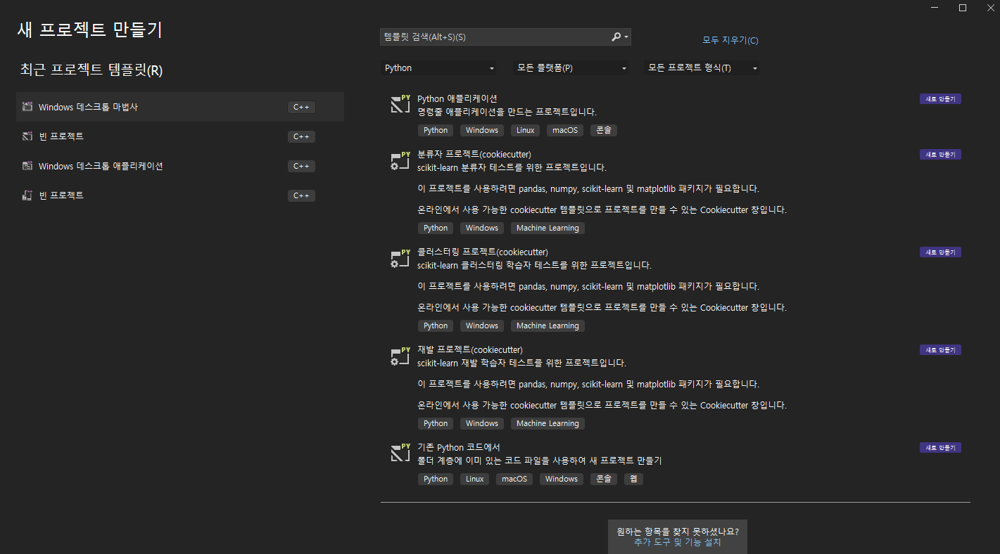 새 프로젝트 만들기
최근 프로젝트 템플릿(R)
Windows 데스크톱 마법사 C++
빈 프로젝트 C++
Windows 데스크톱 애플리케이션 C++
빈 프로젝트 C++
템플릿 검색(Alt+S)(S)
모두 지우기(C)
Python 모든 플랫폼(P) 모든 프로젝트 형식(T)
PY Python 애플리케이션 새로 만들기
명령줄 애플리케이션을 만드는 프로젝트입니다.
Python Windows Linux macOS 콘솔
PY 분류자 프로젝트(cookiecutter) 새로 만들기
scikit-learn 분류자 테스트를 위한 프로젝트입니다.
이 프로젝트를 사용하려면 pandas, numpy, scikit-learn 및 matplotlib 패키지가 필요합니다.
온라인에서 사용 가능한 cookiecutter 템플릿으로 프로젝트를 만들 수 있는 Cookiecutter 창입니다.
Python Windows Machine Learning
PY 클러스터링 프로젝트(cookiecutter) 새로 만들기
scikit-learn 클러스터링 학습자 테스트를 위한 프로젝트입니다.
이 프로젝트를 사용하려면 pandas, numpy, scikit-learn 및 matplotlib 패키지가 필요합니다.
온라인에서 사용 가능한 cookiecutter 템플릿으로 프로젝트를 만들 수 있는 Cookiecutter 창입니다.
Python Windows Machine Learning
PY 재발 프로젝트(cookiecutter) 새로 만들기
scikit-learn 재발 학습자 테스트를 위한 프로젝트입니다.
이 프로젝트를 사용하려면 pandas, numpy, scikit-learn 및 matplotlib 패키지가 필요합니다.
온라인에서 사용 가능한 cookiecutter 템플릿으로 프로젝트를 만들 수 있는 Cookiecutter 창입니다.
Python Windows Machine Learning
PY 기존 Python 코드에서 새로 만들기
폴더 계층에 이미 있는 코드 파일을 사용하여 새 프로젝트 만들기
Python Linux macOS Windows 콘솔 웹
원하는 항목을 찾지 못하셨나요?
추가 도구 및 기능 설치